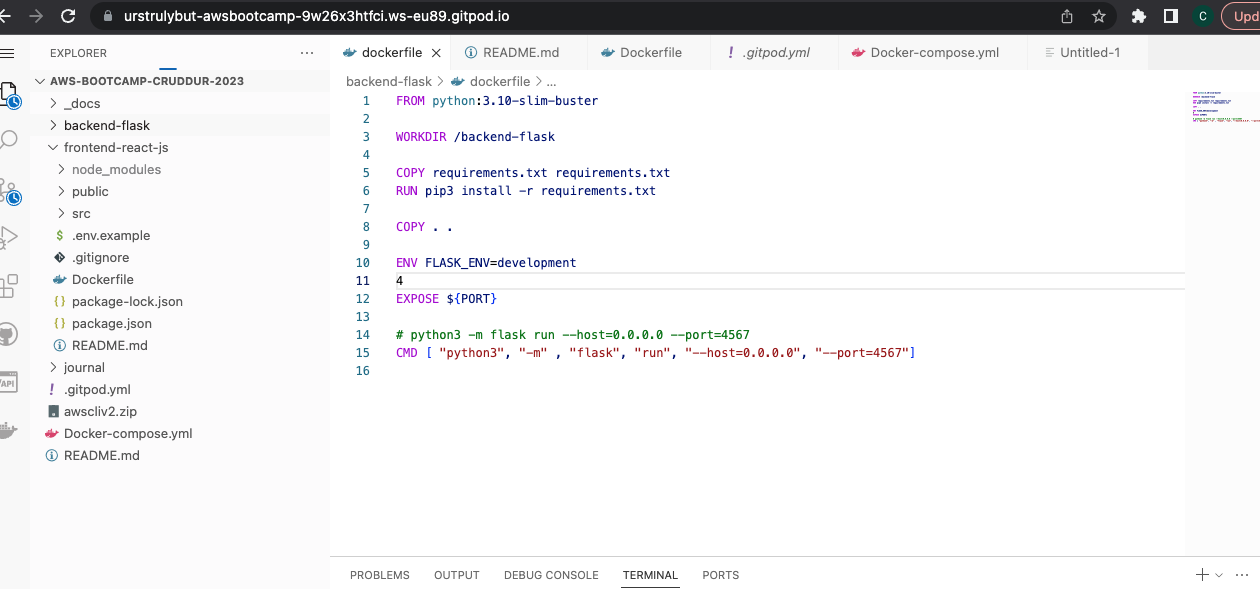 urstrulybut-awsbootcamp-9w26x3htfci.ws-eu89.gitpod.io
C
Upd
EXPLORER
dockerfile
README.md
Dockerfile
.gitpod.yml
Docker-compose.yml
Untitled-1
AWS-BOOTCAMP-CRUDDUR-2023
_docs
backend-flask
frontend-react-js
node_modules
public
src
$ .env.example
.gitignore
Dockerfile
{} package-lock.json
{} package.json
README.md
journal
! .gitpod.yml
awscliv2.zip
Docker-compose.yml
README.md
API
backend-flask > dockerfile > ...
1 FROM python:3.10-slim-buster
2
3 WORKDIR /backend-flask
4
5 COPY requirements.txt requirements.txt
6 RUN pip3 install -r requirements.txt
7
8 COPY . .
9
10 ENV FLASK_ENV=development
11 4
12 EXPOSE ${PORT}
13
14 # python3 -m flask run --host=0.0.0.0 --port=4567
15 CMD [ "python3", "-m" , "flask", "run", "--host=0.0.0.0", "--port=4567"]
16
PROBLEMS OUTPUT DEBUG CONSOLE TERMINAL PORTS